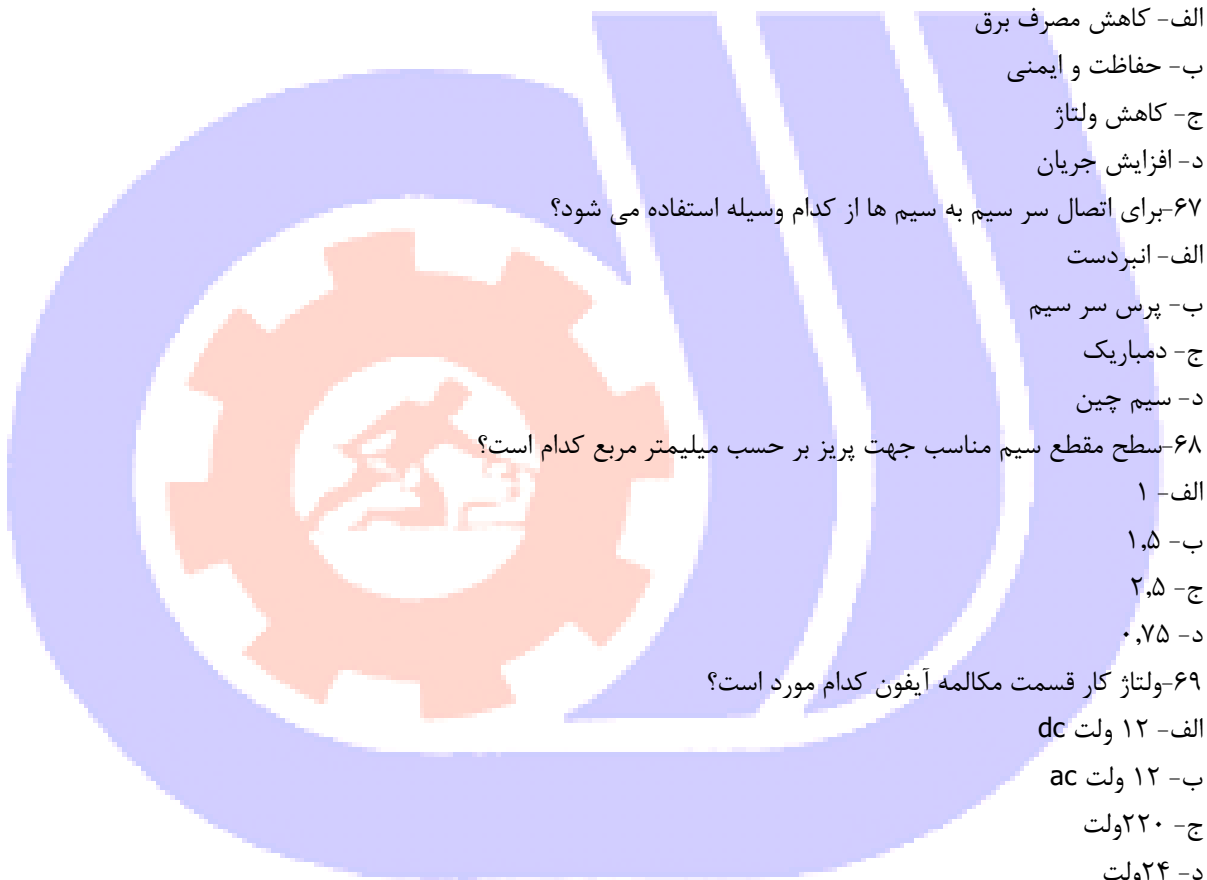 الف- کاهش مصرف برق
ب- حفاظت و ایمنی
ج- کاهش ولتاژ
د- افزایش جریان
۶۷-برای اتصال سر سیم به سیم ها از کدام وسیله استفاده می شود؟
الف- انبردست
ب- پرس سر سیم
ج- دمباریک
د- سیم چین
۶۸-سطح مقطع سیم مناسب جهت پریز بر حسب میلیمتر مربع کدام است؟
الف- ۱
ب- ۱,۵
ج- ۲,۵
د- ۰,۷۵
۶۹-ولتاژ کار قسمت مکالمه آیفون کدام مورد است؟
الف- ۱۲ ولت dc
ب- ۱۲ ولت ac
ج- ۲۲۰ولت
د- ۲۴ولت